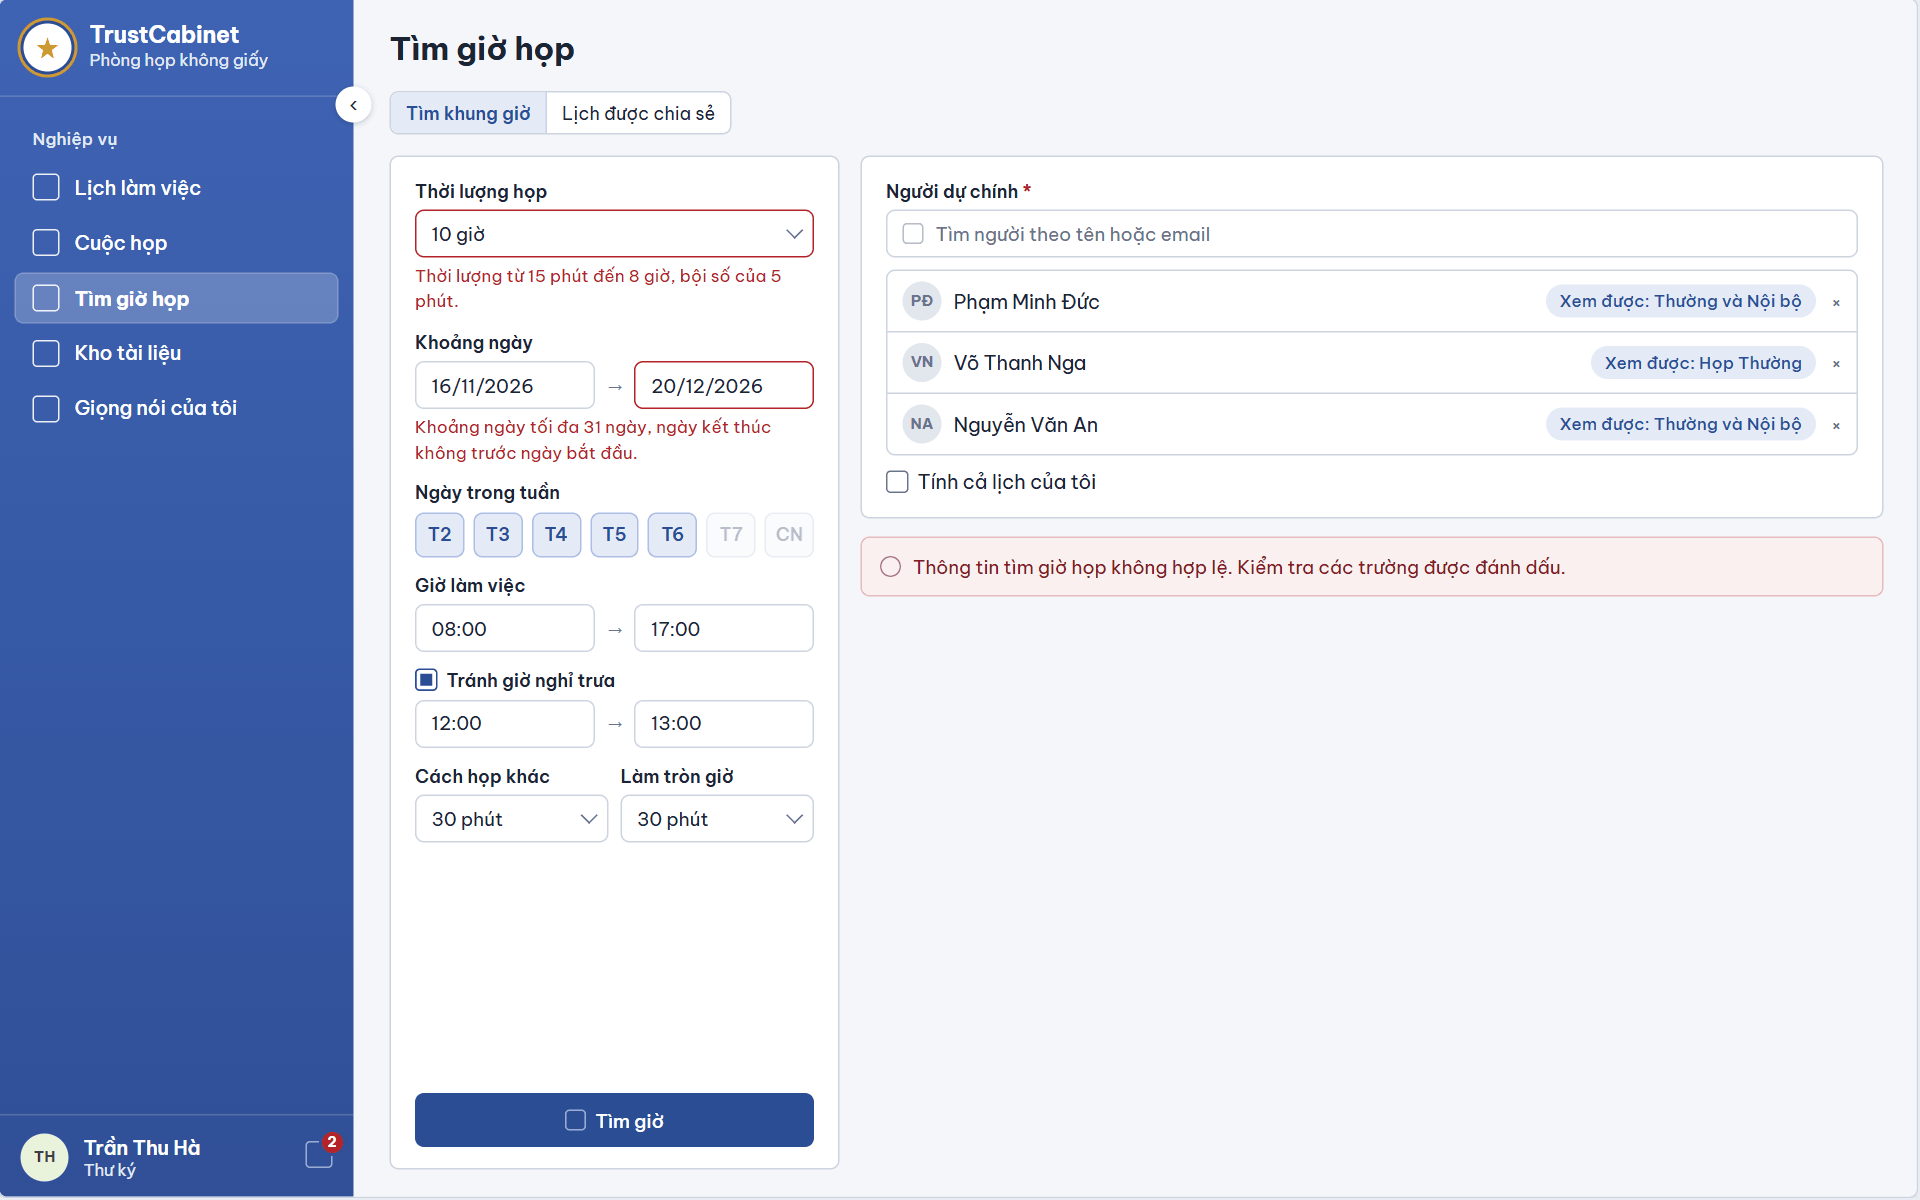 TrustCabinet
Phòng họp không giấy
Nghiệp vụ
Lịch làm việc
Cuộc họp
Tìm giờ họp
Kho tài liệu
Giọng nói của tôi
TH
Trần Thu Hà
Thư ký
2
Tìm giờ họp
Tìm khung giờ
Lịch được chia sẻ
Thời lượng họp
10 giờ
Thời lượng từ 15 phút đến 8 giờ, bội số của 5
phút.
Khoảng ngày
16/11/2026 → 20/12/2026
Khoảng ngày tối đa 31 ngày, ngày kết thúc
không trước ngày bắt đầu.
Ngày trong tuần
T2 T3 T4 T5 T6 T7 CN
Giờ làm việc
08:00 → 17:00
Tránh giờ nghỉ trưa
12:00 → 13:00
Cách họp khác Làm tròn giờ
30 phút 30 phút
Tìm giờ
Người dự chính *
Tìm người theo tên hoặc email
PĐ Phạm Minh Đức Xem được: Thường và Nội bộ ×
VN Võ Thanh Nga Xem được: Họp Thường ×
NA Nguyễn Văn An Xem được: Thường và Nội bộ ×
Tính cả lịch của tôi
Thông tin tìm giờ họp không hợp lệ. Kiểm tra các trường được đánh dấu.